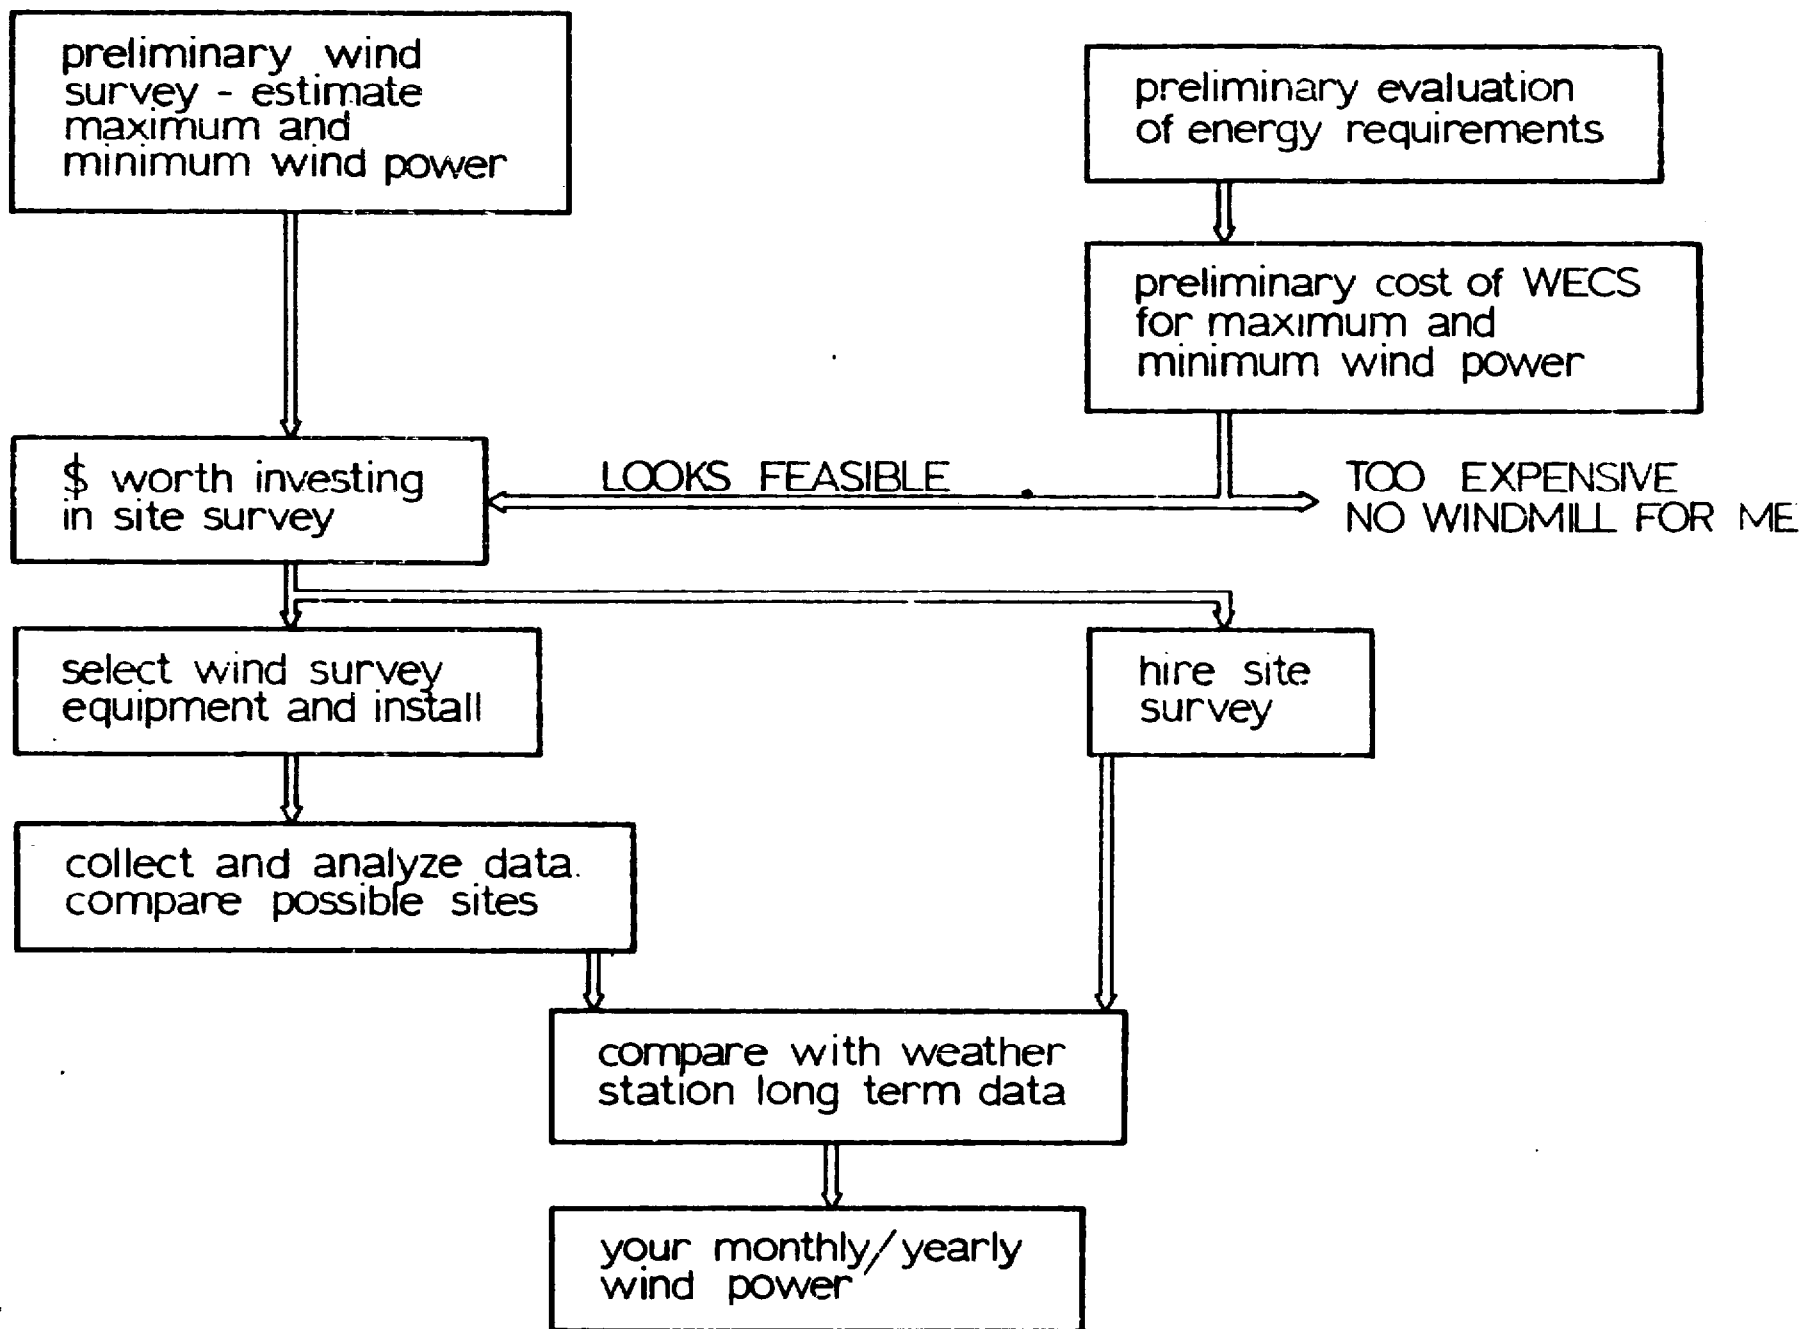 preliminary wind
survey - estimate
maximum and
minimum wind power
preliminary evaluation
of energy requirements
preliminary cost of WECS
for maximum and
minimum wind power
$ worth investing
in site survey
LOOKS FEASIBLE
TOO EXPENSIVE
NO WINDMILL FOR ME
select wind survey
equipment and install
hire site
survey
collect and analyze data.
compare possible sites
compare with weather
station long term data
your monthly/yearly
wind power